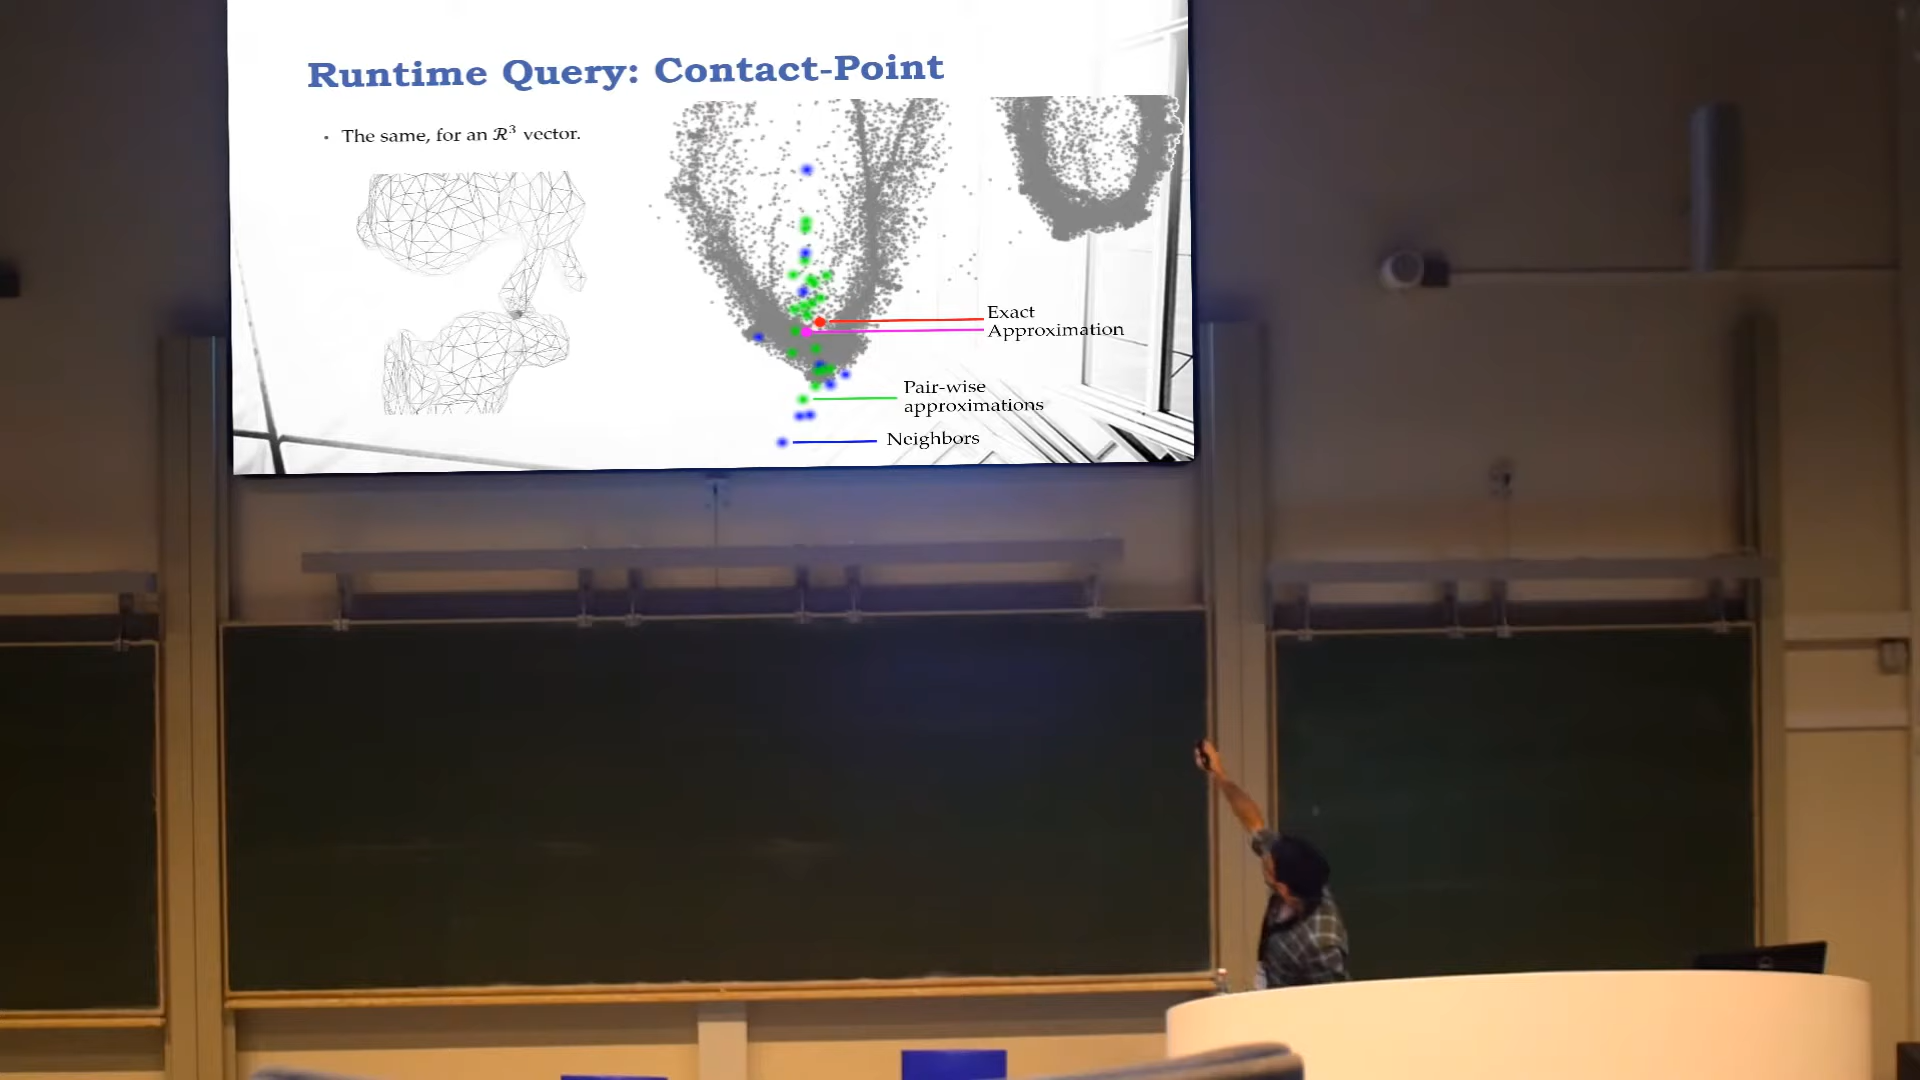 Runtime Query: Contact-Point
• The same, for an ℛ³ vector.
Exact
Approximation
Pair-wise
approximations
Neighbors